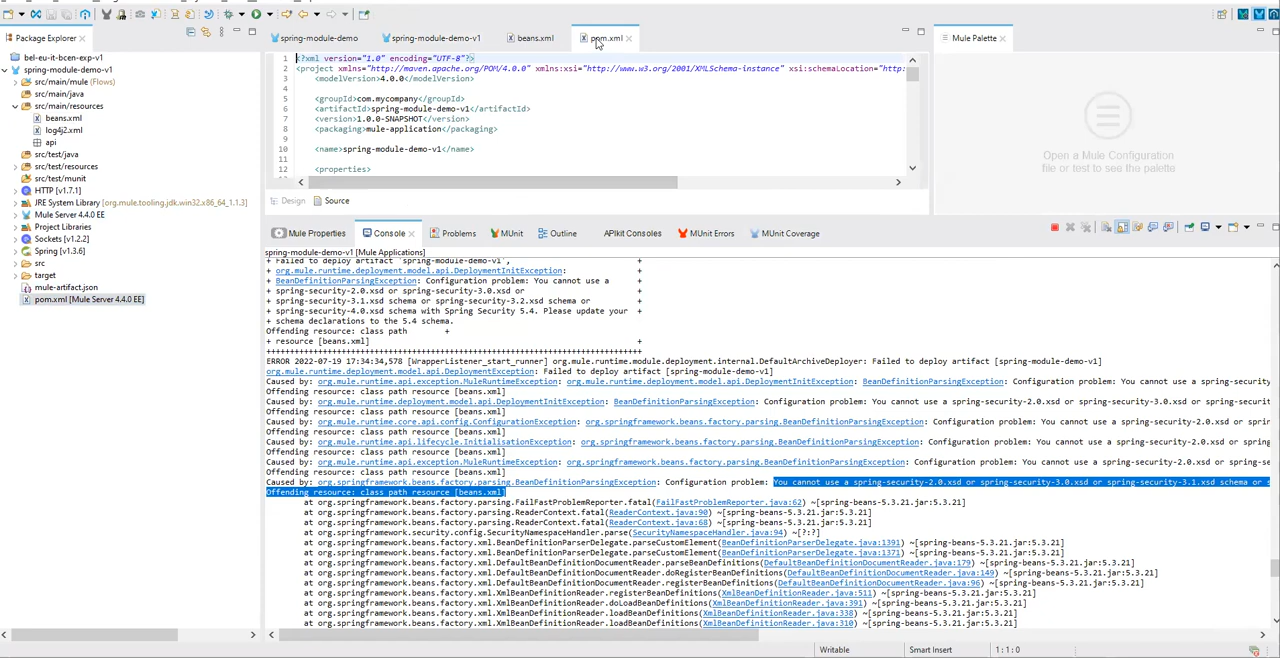 Package Explorer
spring-module-demo
spring-module-demo-v1
beans.xml
pom.xml
Mule Palette
bel-eu-it-bcen-exp-v1
spring-module-demo-v1
src/main/mule (Flows)
src/main/java
src/main/resources
beans.xml
log4j2.xml
api
src/test/java
src/test/resources
src/test/munit
HTTP [v1.7.1]
JRE System Library [org.mule.tooling.jdk.win32.x86_64_1.1.3]
Mule Server 4.4.0 EE
Project Libraries
Sockets [v1.2.2]
Spring [v1.3.6]
src
target
mule-artifact.json
pom.xml [Mule Server 4.4.0 EE]
1 <?xml version="1.0" encoding="UTF-8"?>
2 <project xmlns="http://maven.apache.org/POM/4.0.0" xmlns:xsi="http://www.w3.org/2001/XMLSchema-instance" xsi:schemaLocation="http:
3 <modelVersion>4.0.0</modelVersion>
4
5 <groupId>com.mycompany</groupId>
6 <artifactId>spring-module-demo-v1</artifactId>
7 <version>1.0.0-SNAPSHOT</version>
8 <packaging>mule-application</packaging>
9
10 <name>spring-module-demo-v1</name>
11
12 <properties>
Design Source
Open a Mule Configuration
file or test to see the palette
Mule Properties Console Problems MUnit Outline APIkit Consoles MUnit Errors MUnit Coverage
spring-module-demo-v1 [Mule Applications]
+ Failed to deploy artifact 'spring-module-demo-v1', +
+ org.mule.runtime.deployment.model.api.DeploymentInitException: +
+ BeanDefinitionParsingException: Configuration problem: You cannot use a +
+ spring-security-2.0.xsd or spring-security-3.0.xsd or +
+ spring-security-3.1.xsd schema or spring-security-3.2.xsd schema or +
+ spring-security-4.0.xsd schema with Spring Security 5.4. Please update your +
+ schema declarations to the 5.4 schema. +
Offending resource: class path +
+ resource [beans.xml] +
++++++++++++++++++++++++++++++++++++++++++++++++++++++++++++++++++++++++++++++++
ERROR 2022-07-19 17:34:34,578 [WrapperListener_start_runner] org.mule.runtime.module.deployment.internal.DefaultArchiveDeployer: Failed to deploy artifact [spring-module-demo-v1]
org.mule.runtime.deployment.model.api.DeploymentException: Failed to deploy artifact [spring-module-demo-v1]
Caused by: org.mule.runtime.api.exception.MuleRuntimeException: org.mule.runtime.deployment.model.api.DeploymentInitException: BeanDefinitionParsingException: Configuration problem: You cannot use a spring-security
Offending resource: class path resource [beans.xml]
Caused by: org.mule.runtime.deployment.model.api.DeploymentInitException: BeanDefinitionParsingException: Configuration problem: You cannot use a spring-security-2.0.xsd or spring-security-3.0.xsd or spring-security-3.1.xs
Offending resource: class path resource [beans.xml]
Caused by: org.mule.runtime.core.api.config.ConfigurationException: org.springframework.beans.factory.parsing.BeanDefinitionParsingException: Configuration problem: You cannot use a spring-security-2.0.xsd or spri
Offending resource: class path resource [beans.xml]
Caused by: org.mule.runtime.api.lifecycle.InitialisationException: org.springframework.beans.factory.parsing.BeanDefinitionParsingException: Configuration problem: You cannot use a spring-security-2.0.xsd or sprin
Offending resource: class path resource [beans.xml]
Caused by: org.mule.runtime.api.exception.MuleRuntimeException: org.springframework.beans.factory.parsing.BeanDefinitionParsingException: Configuration problem: You cannot use a spring-security-2.0.xsd or spring-s
Offending resource: class path resource [beans.xml]
Caused by: org.springframework.beans.factory.parsing.BeanDefinitionParsingException: Configuration problem: You cannot use a spring-security-2.0.xsd or spring-security-3.0.xsd or spring-security-3.1.xsd schema or s
Offending resource: class path resource [beans.xml]
at org.springframework.beans.factory.parsing.FailFastProblemReporter.fatal(FailFastProblemReporter.java:62) ~[spring-beans-5.3.21.jar:5.3.21]
at org.springframework.beans.factory.parsing.ReaderContext.fatal(ReaderContext.java:90) ~[spring-beans-5.3.21.jar:5.3.21]
at org.springframework.beans.factory.parsing.ReaderContext.fatal(ReaderContext.java:68) ~[spring-beans-5.3.21.jar:5.3.21]
at org.springframework.security.config.SecurityNamespaceHandler.parse(SecurityNamespaceHandler.java:94) ~[?:?]
at org.springframework.beans.factory.xml.BeanDefinitionParserDelegate.parseCustomElement(BeanDefinitionParserDelegate.java:1391) ~[spring-beans-5.3.21.jar:5.3.21]
at org.springframework.beans.factory.xml.BeanDefinitionParserDelegate.parseCustomElement(BeanDefinitionParserDelegate.java:1371) ~[spring-beans-5.3.21.jar:5.3.21]
at org.springframework.beans.factory.xml.DefaultBeanDefinitionDocumentReader.parseBeanDefinitions(DefaultBeanDefinitionDocumentReader.java:179) ~[spring-beans-5.3.21.jar:5.3.21]
at org.springframework.beans.factory.xml.DefaultBeanDefinitionDocumentReader.doRegisterBeanDefinitions(DefaultBeanDefinitionDocumentReader.java:149) ~[spring-beans-5.3.21.jar:5.3.21]
at org.springframework.beans.factory.xml.DefaultBeanDefinitionDocumentReader.registerBeanDefinitions(DefaultBeanDefinitionDocumentReader.java:96) ~[spring-beans-5.3.21.jar:5.3.21]
at org.springframework.beans.factory.xml.XmlBeanDefinitionReader.registerBeanDefinitions(XmlBeanDefinitionReader.java:511) ~[spring-beans-5.3.21.jar:5.3.21]
at org.springframework.beans.factory.xml.XmlBeanDefinitionReader.doLoadBeanDefinitions(XmlBeanDefinitionReader.java:391) ~[spring-beans-5.3.21.jar:5.3.21]
at org.springframework.beans.factory.xml.XmlBeanDefinitionReader.loadBeanDefinitions(XmlBeanDefinitionReader.java:338) ~[spring-beans-5.3.21.jar:5.3.21]
at org.springframework.beans.factory.xml.XmlBeanDefinitionReader.loadBeanDefinitions(XmlBeanDefinitionReader.java:310) ~[spring-beans-5.3.21.jar:5.3.21]
Writable Smart Insert 1:1:0